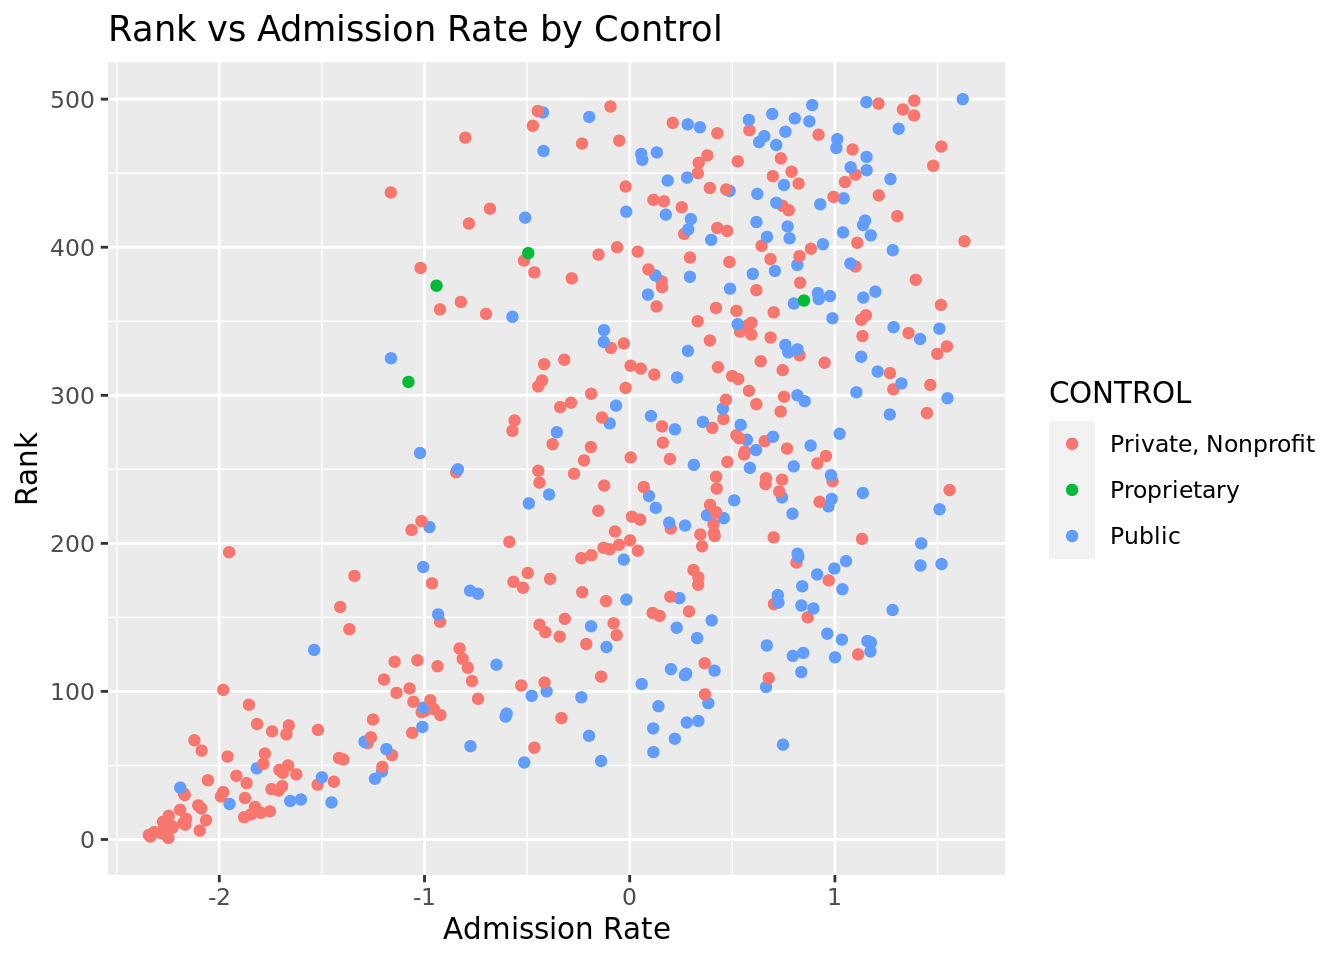 Rank vs Admission Rate by Control
500
400
300
200
100
0
Rank
-2
-1
0
1
Admission Rate
CONTROL
Private, Nonprofit
Proprietary
Public